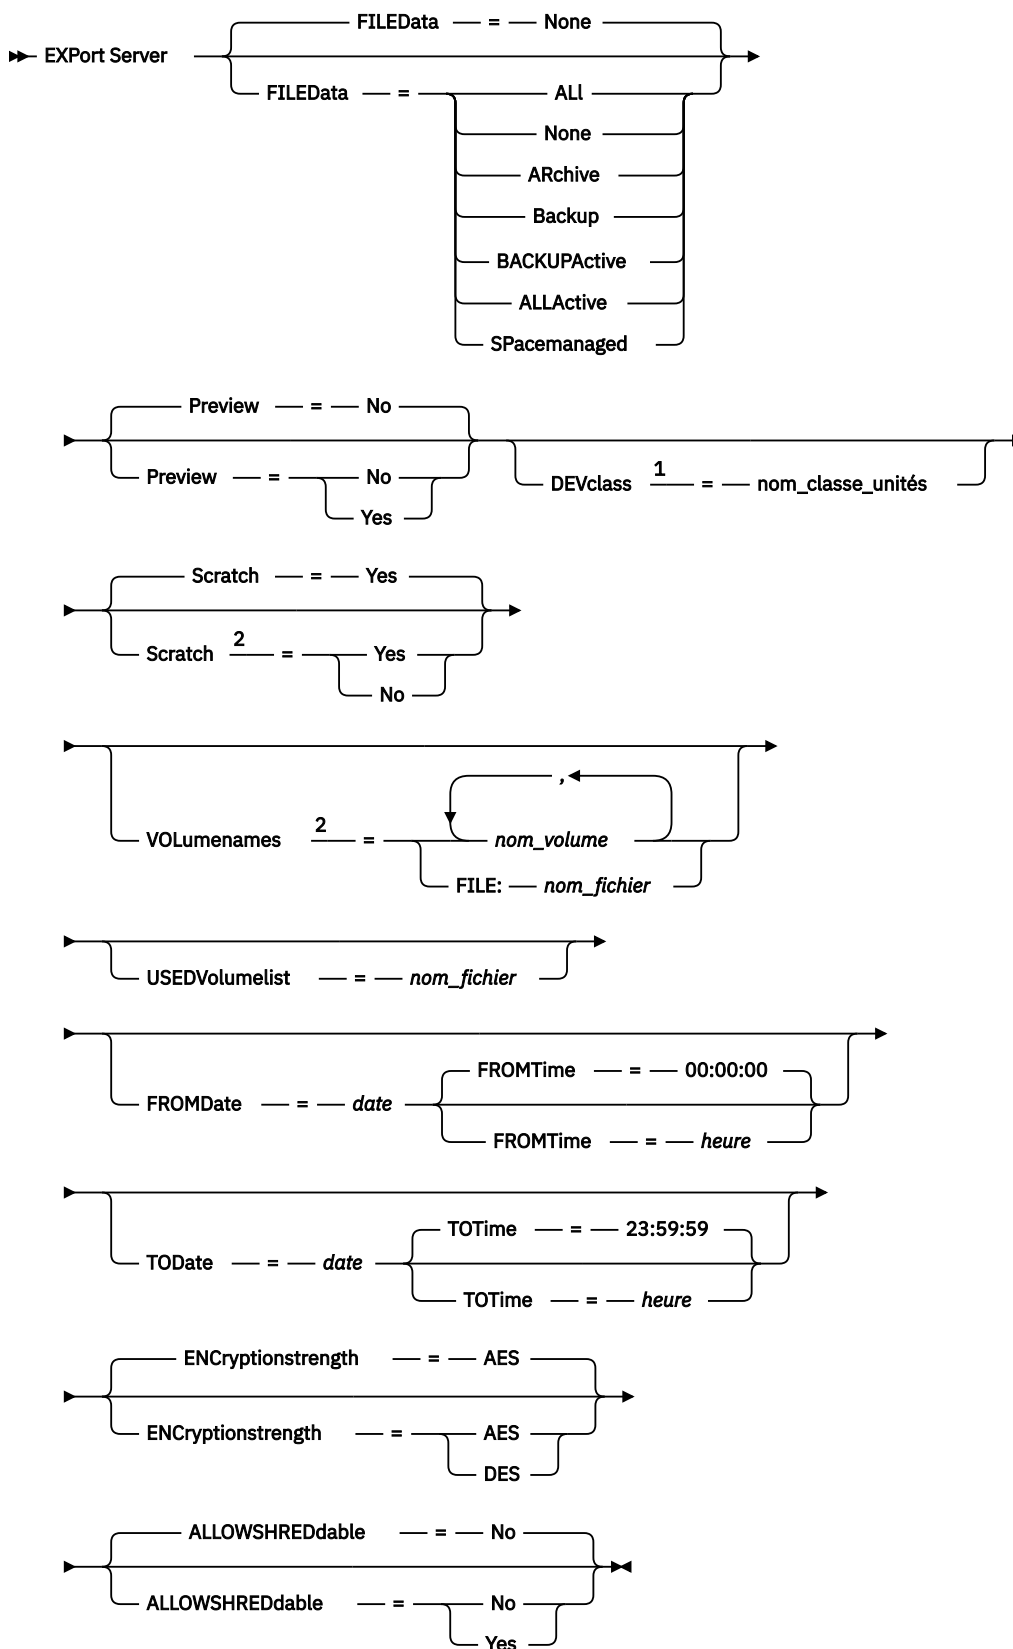 FILEData = None
EXPort Server
FILEData = ALl
None
ARchive
Backup
BACKUPActive
ALLActive
SPacemanaged
Preview = No
Preview = No
Yes
DEVclass 1 = nom_classe_unités
Scratch = Yes
Scratch 2 = Yes
No
,
VOLumenames 2 = nom_volume
FILE: nom_fichier
USEDVolumelist = nom_fichier
FROMTime = 00:00:00
FROMDate = date
FROMTime = heure
TOTime = 23:59:59
TODate = date
TOTime = heure
ENCryptionstrength = AES
ENCryptionstrength = AES
DES
ALLOWSHREDdable = No
ALLOWSHREDdable = No
Yes